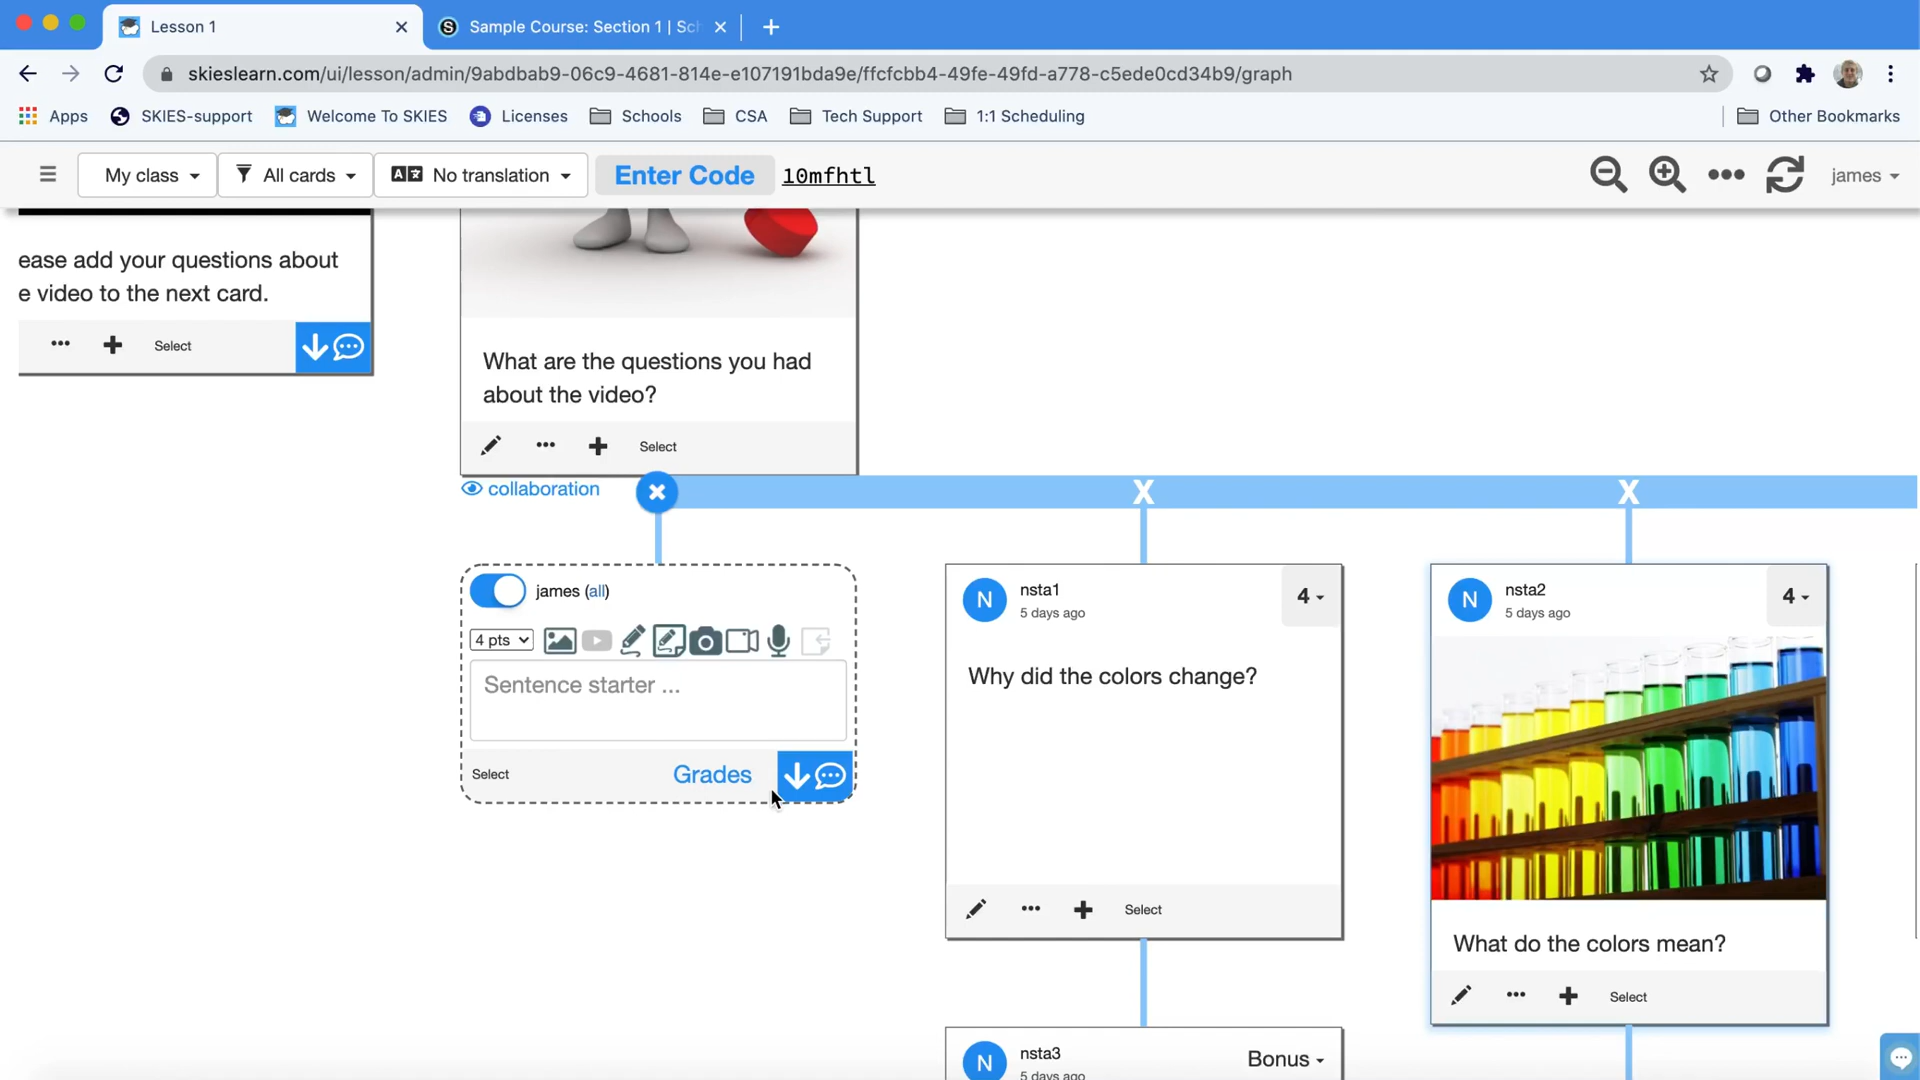 Lesson 1
Sample Course: Section 1 | Sch
skieslearn.com/ui/lesson/admin/9abdbab9-06c9-4681-814e-e107191bda9e/ffcfcbb4-49fe-49fd-a778-c5ede0cd34b9/graph
Apps
SKIES-support
Welcome To SKIES
Licenses
Schools
CSA
Tech Support
1:1 Scheduling
Other Bookmarks
My class
All cards
No translation
Enter Code
10mfhtl
james
ease add your questions about
e video to the next card.
Select
What are the questions you had
about the video?
Select
collaboration
X
X
james (all)
4 pts
Sentence starter ...
Select
Grades
N
nsta1
5 days ago
4
Why did the colors change?
Select
N
nsta2
5 days ago
4
What do the colors mean?
Select
N
nsta3
5 days ago
Bonus